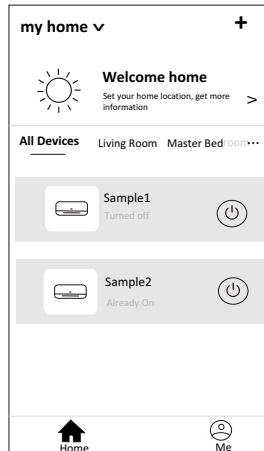 my home
+
Welcome home
Set your home location, get more
information
>
All Devices Living Room Master Bedroom ···
Sample1
Turned off
Sample2
Already On
Home Me